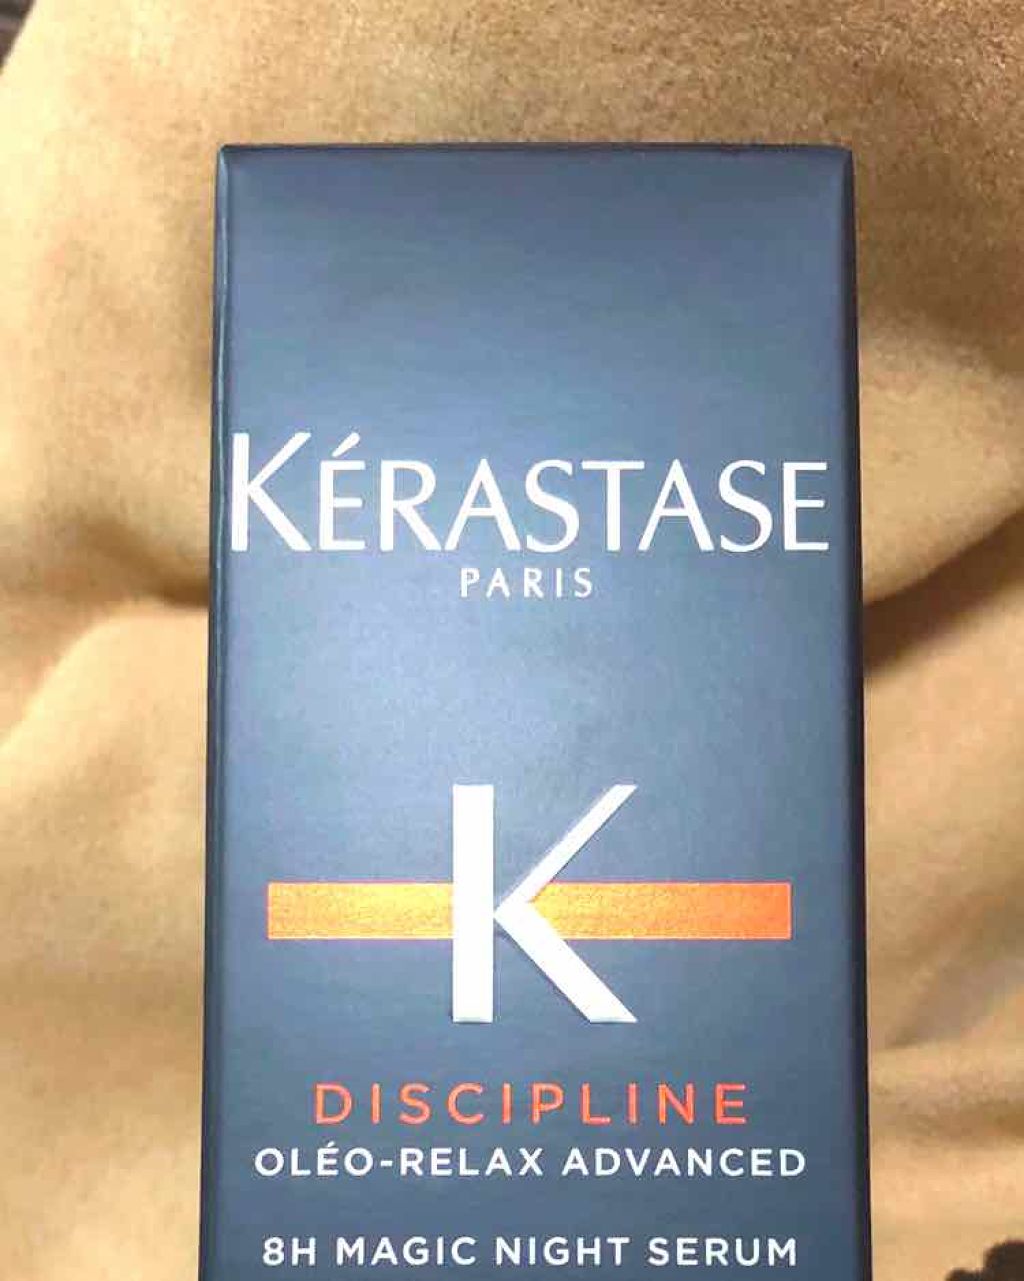 KÉRASTASE
PARIS
K
DISCIPLINE
OLÉO-RELAX ADVANCED
8H MAGIC NIGHT SERUM